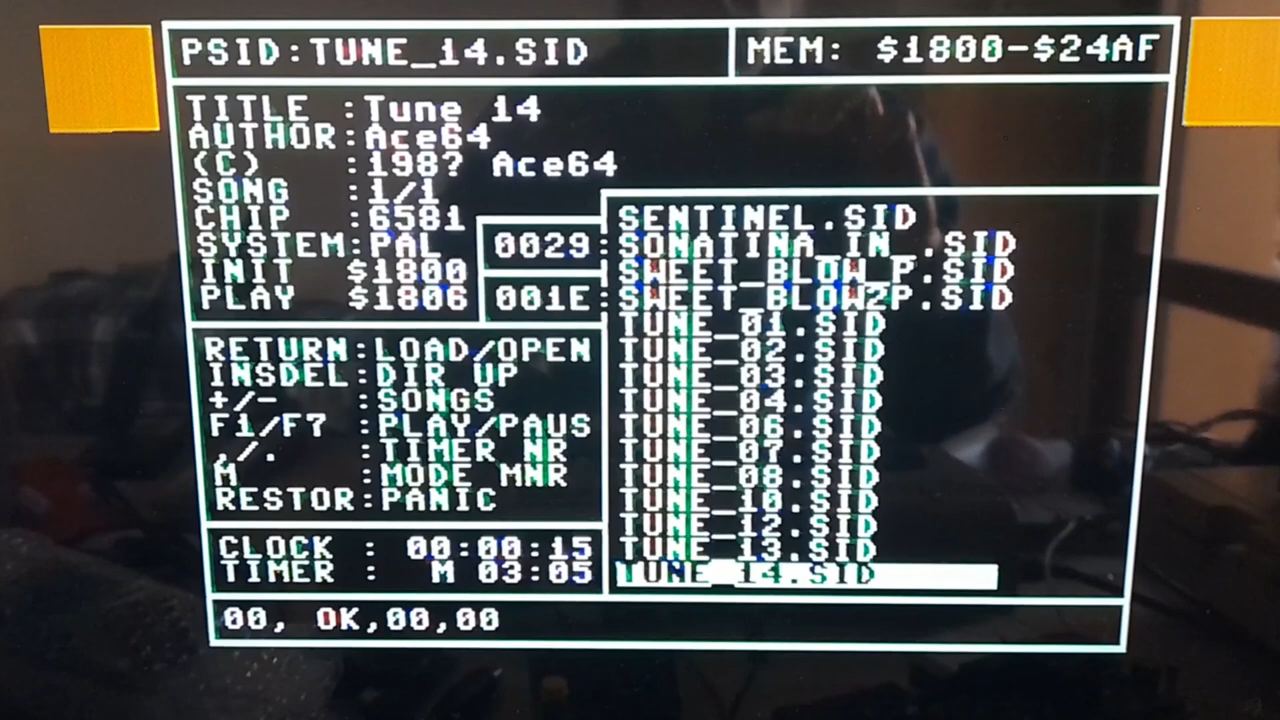 PSID:TUNE_14.SID
MEM: $1800-$24AF
TITLE :Tune 14
AUTHOR:Ace64
(C) :198? Ace64
SONG :1/1
CHIP :6581
SYSTEM:PAL
INIT $1800
PLAY $1806
0029:
001E:
SENTINEL.SID
SONATINA_IN_.SID
SWEET_BLOW_P.SID
SWEET_BLOW2P.SID
TUNE_01.SID
TUNE_02.SID
TUNE_03.SID
TUNE_04.SID
TUNE_06.SID
TUNE_07.SID
TUNE_08.SID
TUNE_10.SID
TUNE_12.SID
TUNE_13.SID
TUNE_14.SID
RETURN:LOAD/OPEN
INSDEL:DIR UP
+/- :SONGS
F1/F7 :PLAY/PAUS
,/. :TIMER NR
M :MODE MNR
RESTOR:PANIC
CLOCK : 00:00:15
TIMER : M 03:05
00, OK,00,00